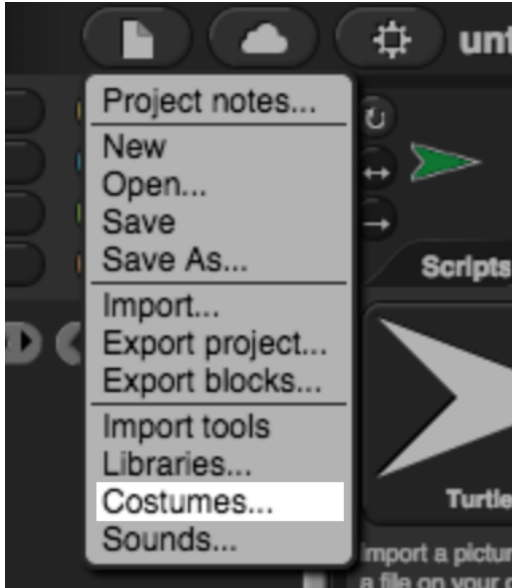 unt
Project notes...
New
Open...
Save
Save As...
Scripts
Import...
Export project...
Export blocks...
Import tools
Libraries...
Costumes...
Turtle
Sounds...
import a pictur
a file on your c